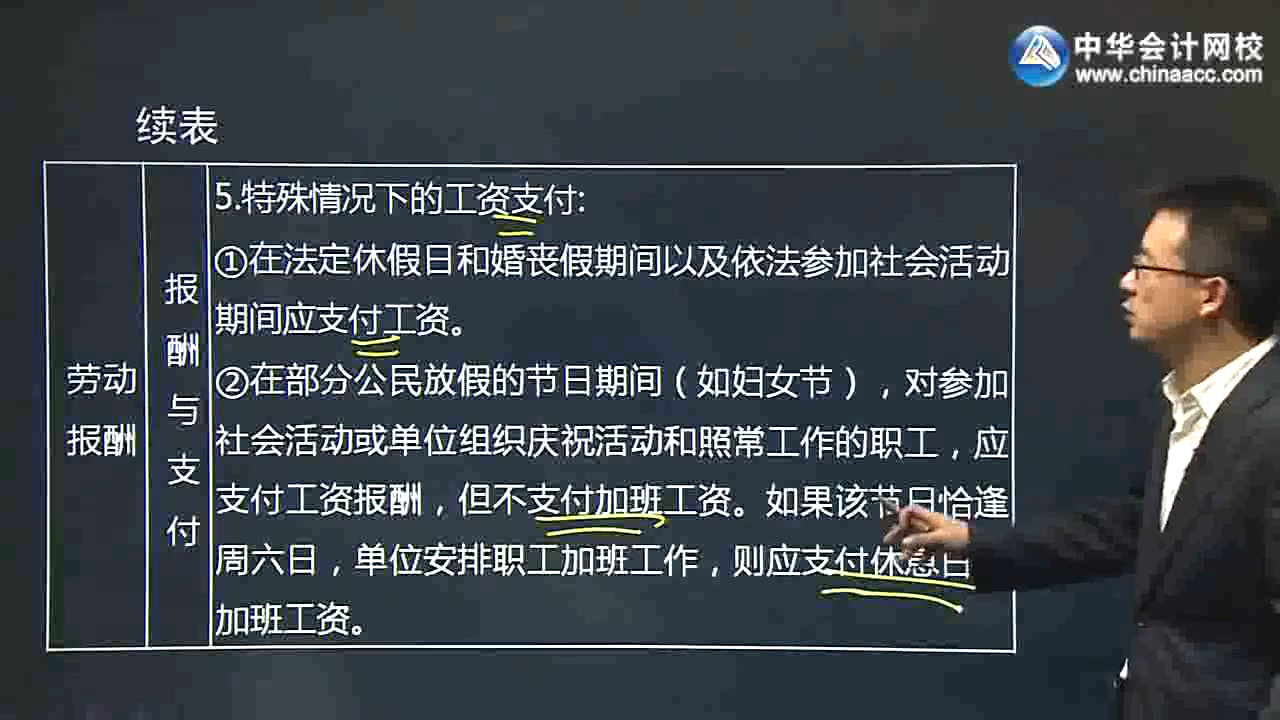 中华会计网校
www.chinaacc.com
续表
劳动
报酬
报
酬
与
支
付
5.特殊情况下的工资支付:
①在法定休假日和婚丧假期间以及依法参加社会活动
期间应支付工资。
②在部分公民放假的节日期间（如妇女节），对参加
社会活动或单位组织庆祝活动和照常工作的职工，应
支付工资报酬，但不支付加班工资。如果该节日恰逢
周六日，单位安排职工加班工作，则应支付休息日
加班工资。